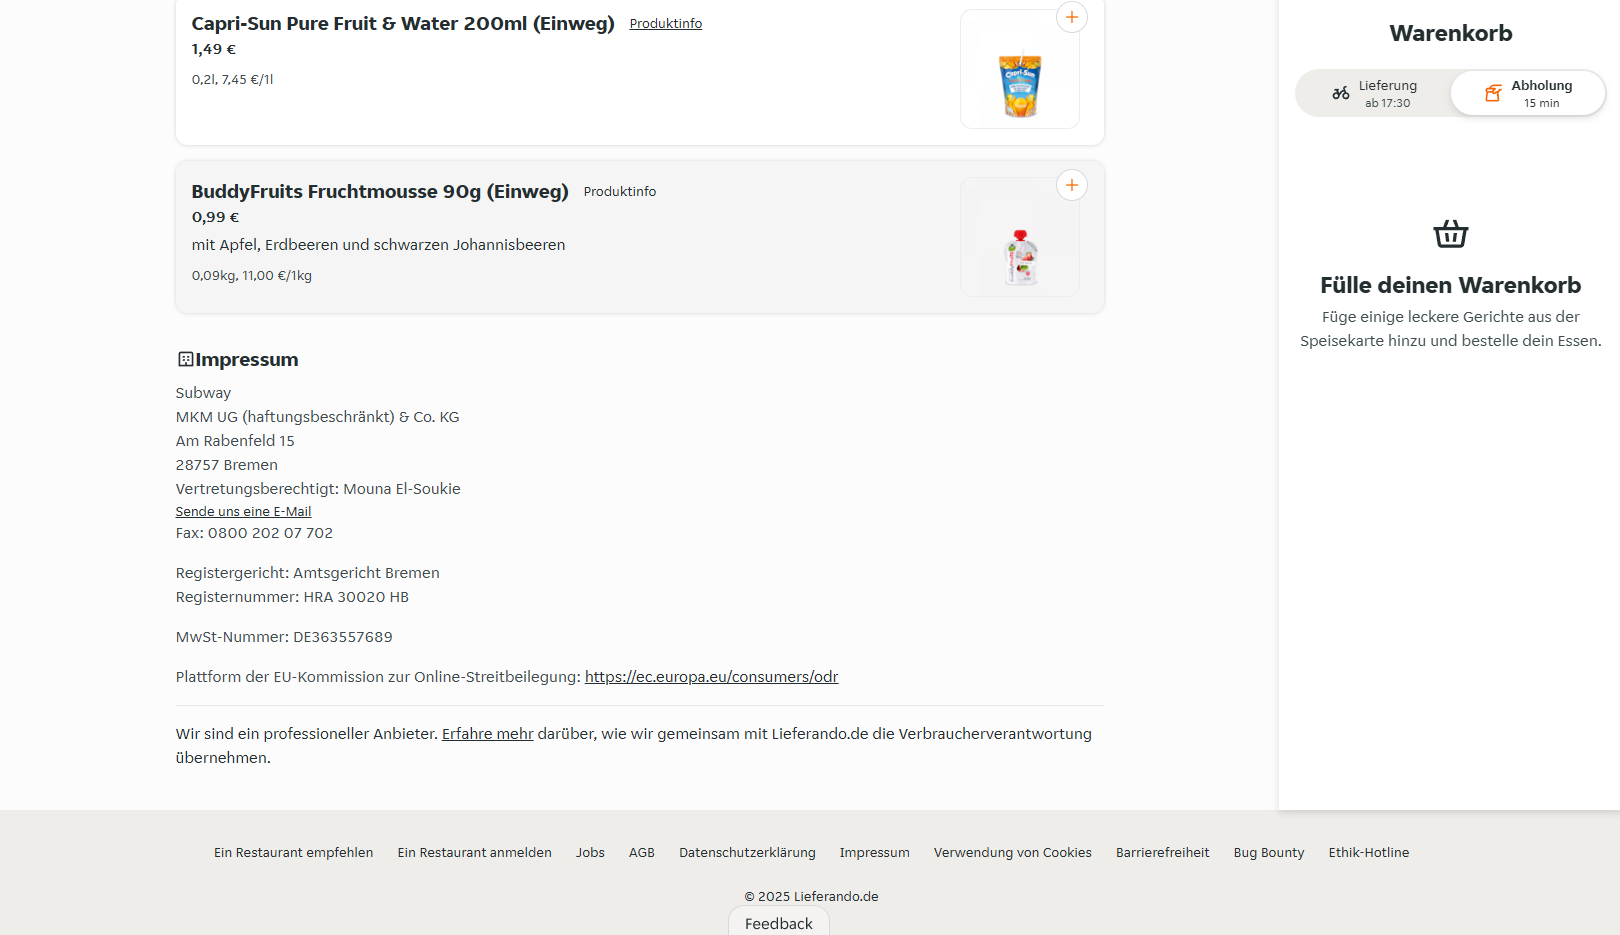 Capri-Sun Pure Fruit & Water 200ml (Einweg) Produktinfo
1,49 €
0,2l, 7,45 €/1l
Capri-Sun
BuddyFruits Fruchtmousse 90g (Einweg) Produktinfo
0,99 €
mit Apfel, Erdbeeren und schwarzen Johannisbeeren
0,09kg, 11,00 €/1kg
Impressum
Subway
MKM UG (haftungsbeschränkt) & Co. KG
Am Rabenfeld 15
28757 Bremen
Vertretungsberechtigt: Mouna El-Soukie
Sende uns eine E-Mail
Fax: 0800 202 07 702
Registergericht: Amtsgericht Bremen
Registernummer: HRA 30020 HB
MwSt-Nummer: DE363557689
Plattform der EU-Kommission zur Online-Streitbeilegung: https://ec.europa.eu/consumers/odr
Wir sind ein professioneller Anbieter. Erfahre mehr darüber, wie wir gemeinsam mit Lieferando.de die Verbraucherverantwortung
übernehmen.
Warenkorb
Lieferung
ab 17:30
Abholung
15 min
Fülle deinen Warenkorb
Füge einige leckere Gerichte aus der
Speisekarte hinzu und bestelle dein Essen.
Ein Restaurant empfehlen Ein Restaurant anmelden Jobs AGB Datenschutzerklärung Impressum Verwendung von Cookies Barrierefreiheit Bug Bounty Ethik-Hotline
© 2025 Lieferando.de
Feedback